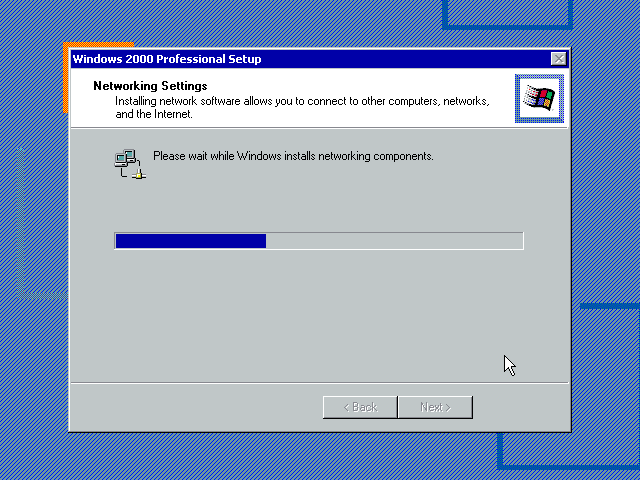 Windows 2000 Professional Setup
Networking Settings
Installing network software allows you to connect to other computers, networks,
and the Internet.
Please wait while Windows installs networking components.
< Back
Next >